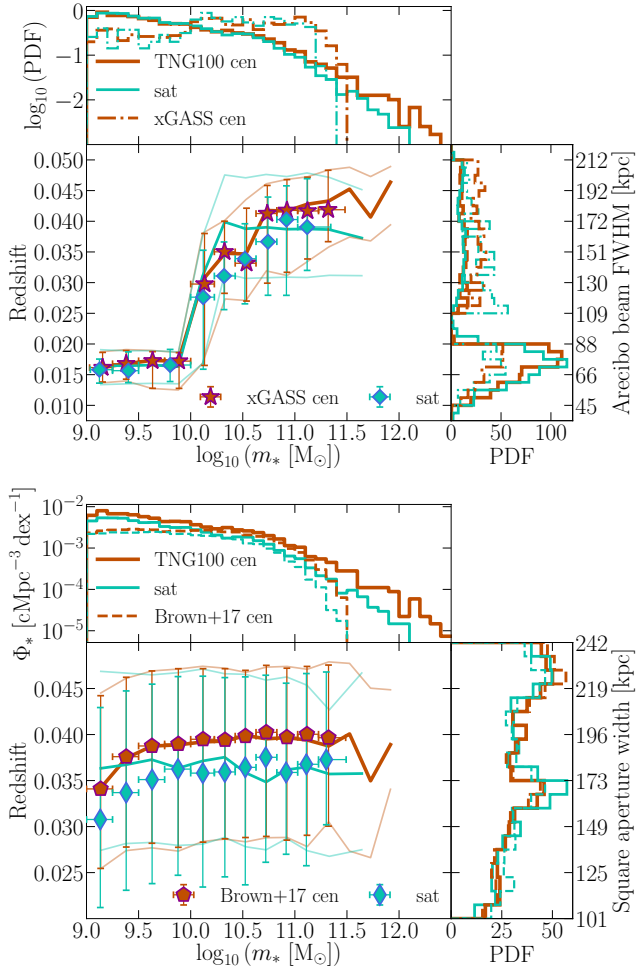 log₁₀(PDF)
0
−1
−2
TNG100 cen
sat
xGASS cen
Redshift
0.050
0.045
0.040
0.035
0.030
0.025
0.020
0.015
0.010
xGASS cen
sat
9.0 9.5 10.0 10.5 11.0 11.5 12.0
log₁₀(m* [M⊙])
212
192
172
151
130
109
88
66
45
Arecibo beam FWHM [kpc]
0 50 100
PDF
Φ* [cMpc⁻³ dex⁻¹]
10⁻²
10⁻³
10⁻⁴
10⁻⁵
TNG100 cen
sat
Brown+17 cen
Redshift
0.045
0.040
0.035
0.030
0.025
Brown+17 cen
sat
9.0 9.5 10.0 10.5 11.0 11.5 12.0
log₁₀(m* [M⊙])
242
219
196
173
149
125
101
Square aperture width [kpc]
0 25 50
PDF